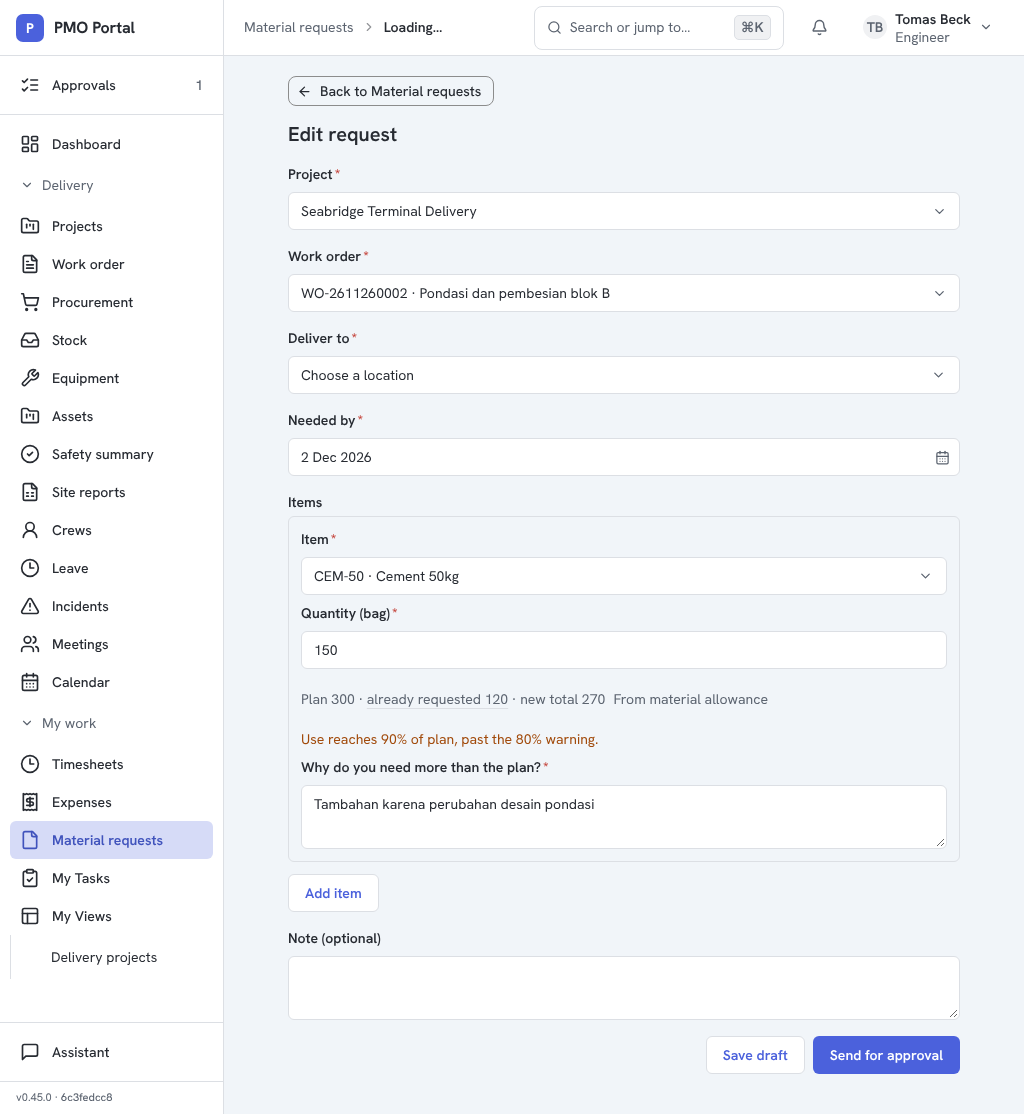 P
PMO Portal
Material requests
Loading...
Search or jump to...
⌘K
TB
Tomas Beck
Engineer
Approvals
1
Dashboard
Delivery
Projects
Work order
Procurement
Stock
Equipment
Assets
Safety summary
Site reports
Crews
Leave
Incidents
Meetings
Calendar
My work
Timesheets
Expenses
Material requests
My Tasks
My Views
Delivery projects
Assistant
v0.45.0 · 6c3fedcc8
Back to Material requests
Edit request
Project*
Seabridge Terminal Delivery
Work order*
WO-2611260002 · Pondasi dan pembesian blok B
Deliver to*
Choose a location
Needed by*
2 Dec 2026
Items
Item*
CEM-50 · Cement 50kg
Quantity (bag)*
150
Plan 300 · already requested 120 · new total 270 From material allowance
Use reaches 90% of plan, past the 80% warning.
Why do you need more than the plan?*
Tambahan karena perubahan desain pondasi
Add item
Note (optional)
Save draft
Send for approval